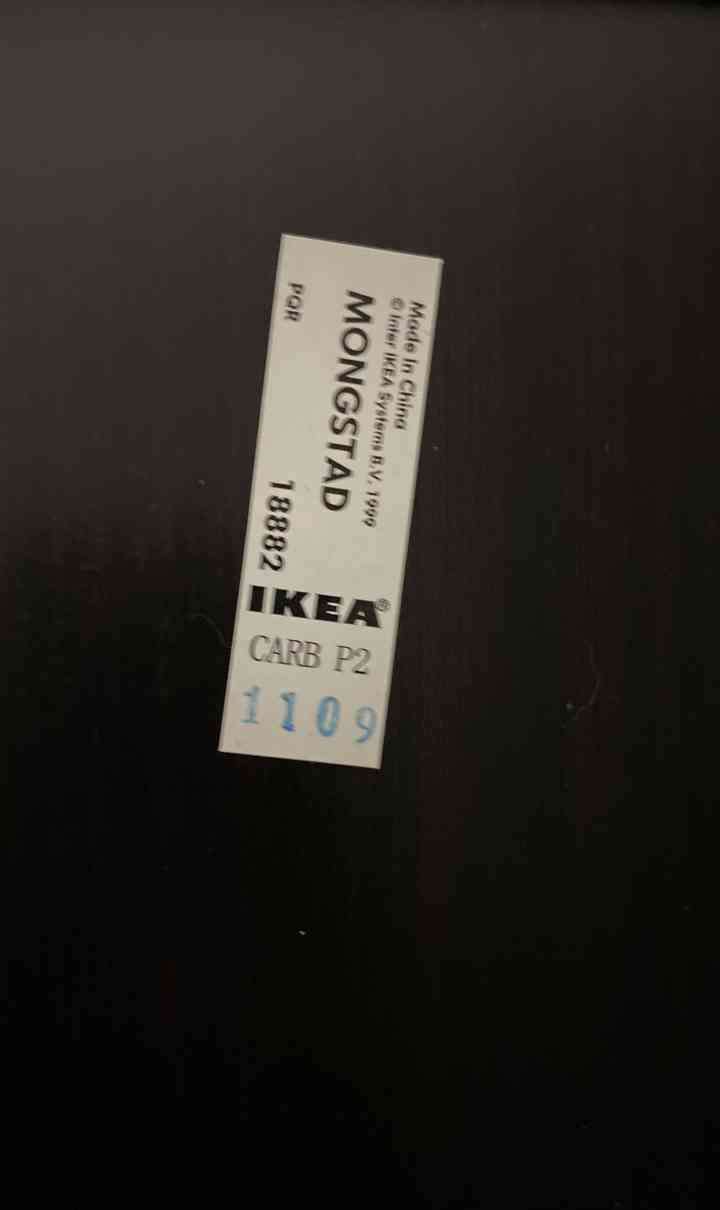 Made in China
© Inter IKEA Systems B.V. 1999
MONGSTAD
PQR 18882
IKEA®
CARB P2
1109